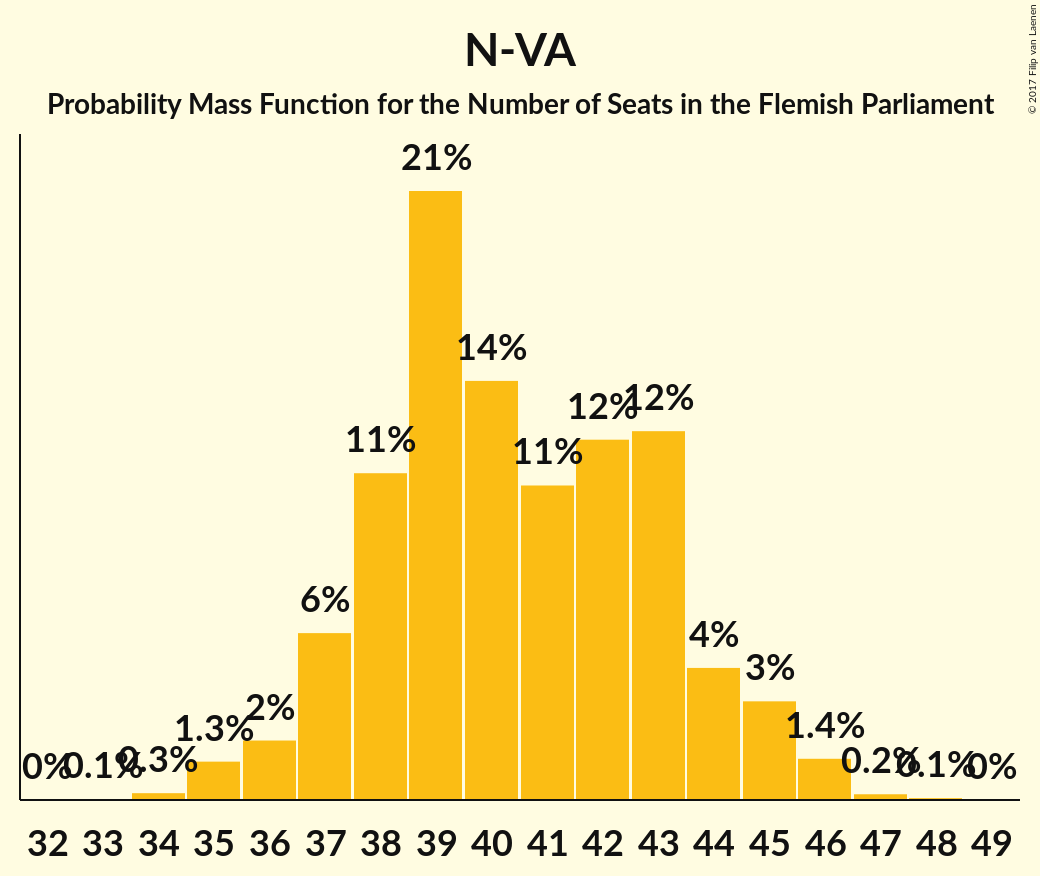 N-VA
Probability Mass Function for the Number of Seats in the Flemish Parliament
© 2017 Filip van Laenen
0% 0.1% 0.3% 1.3% 2% 6% 11% 21% 14% 11% 12% 12% 4% 3% 1.4% 0.2% 0.1% 0%
32 33 34 35 36 37 38 39 40 41 42 43 44 45 46 47 48 49